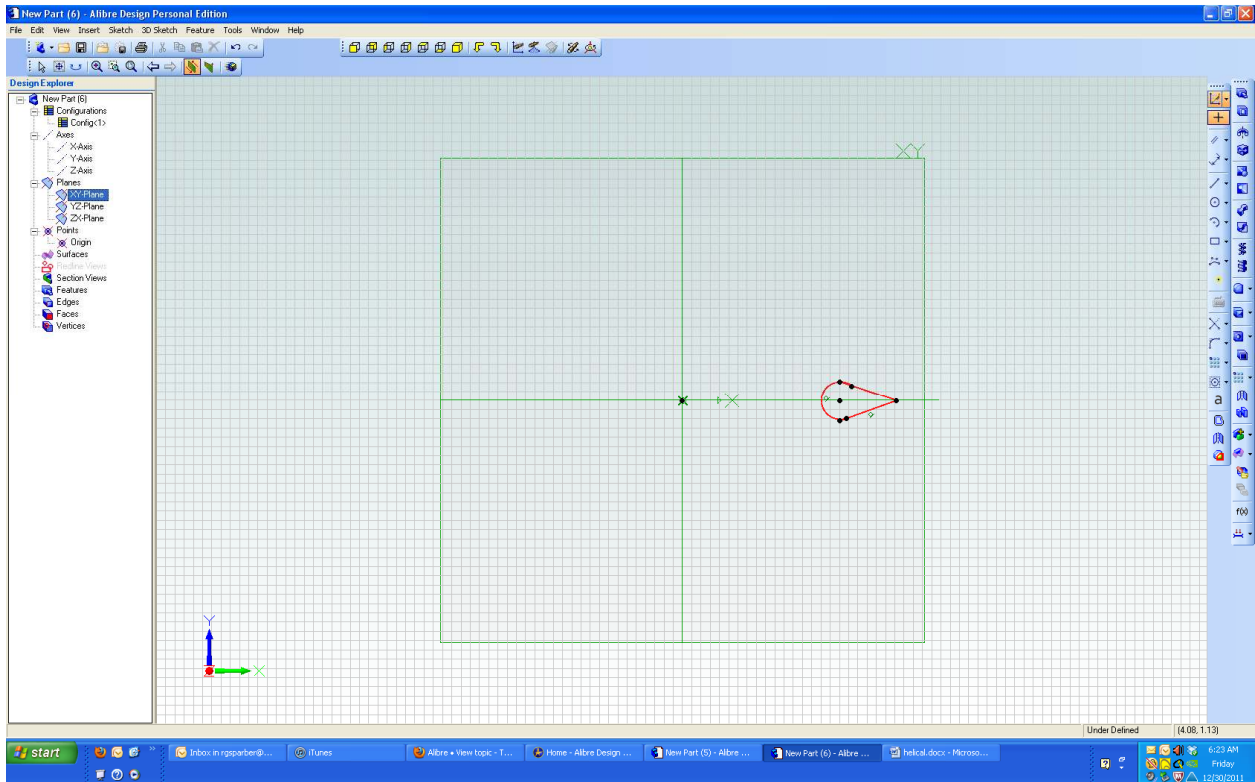 New Part (6) - Alibre Design Personal Edition
File Edit View Insert Sketch 3D Sketch Feature Tools Window Help
Design Explorer
New Part (6)
Configurations
Config<1>
Axes
X-Axis
Y-Axis
Z-Axis
Planes
XY-Plane
YZ-Plane
ZX-Plane
Points
Origin
Surfaces
Redline Views
Section Views
Features
Edges
Faces
Vertices
XY
X
Y
X
a
f(x)
Under Defined (4.08, 1.13)
start
Inbox in rgsparber@... iTunes Alibre • View topic - T... Home - Alibre Design ... New Part (5) - Alibre ... New Part (6) - Alibre ... helical.docx - Microso...
6:23 AM
Friday
12/30/2011